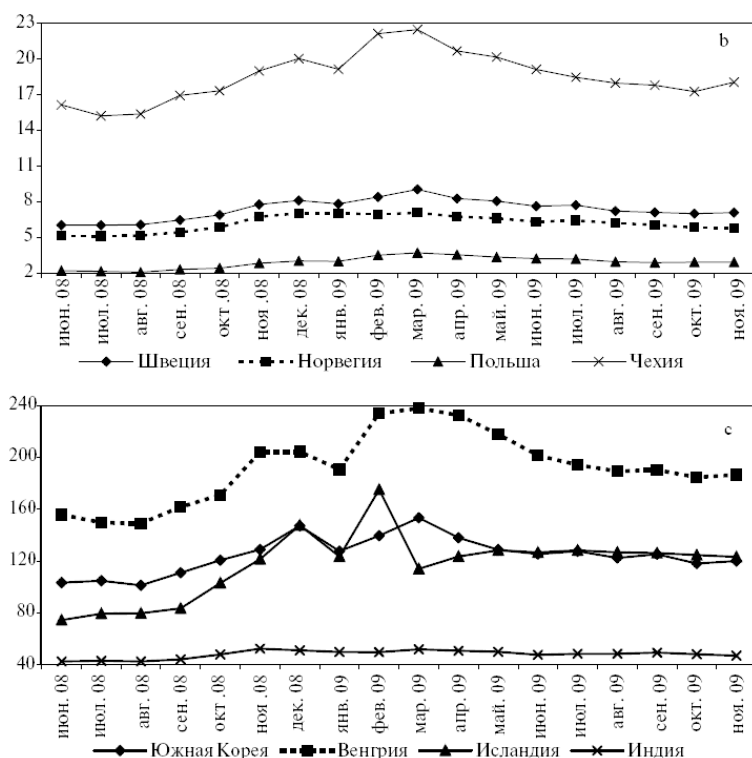 23
b
20
17
14
11
8
5
2
июн. 08
июл. 08
авг. 08
сен. 08
окт .08
ноя .08
дек. 08
янв. 09
фев. 09
мар. 09
апр. 09
май. 09
июн. 09
июл. 09
авг. 09
сен. 09
окт. 09
ноя. 09
Швеция Норвегия Польша Чехия
240
c
200
160
120
80
40
июн. 08
июл. 08
авг. 08
сен. 08
окт .08
ноя .08
дек. 08
янв. 09
фев. 09
мар. 09
апр. 09
май. 09
июн. 09
июл. 09
авг. 09
сен. 09
окт. 09
ноя. 09
Южная Корея Венгрия Исландия Индия